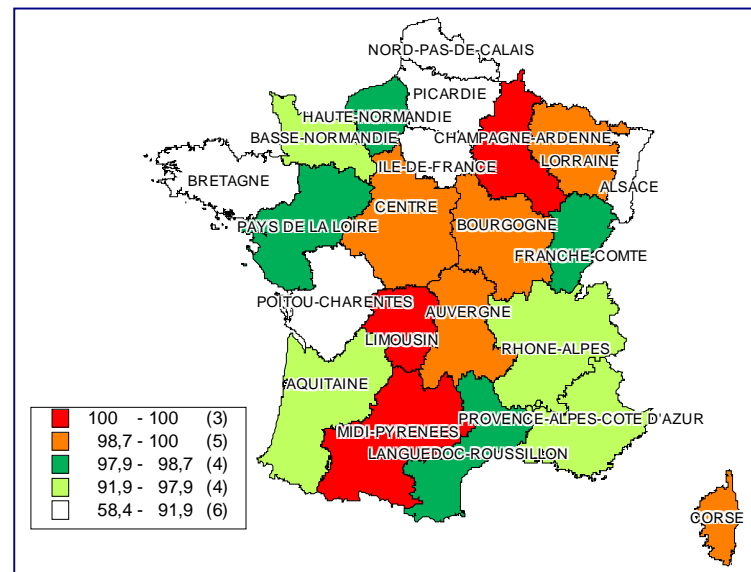 NORD-PAS-DE-CALAIS
PICARDIE
HAUTE-NORMANDIE
BASSE-NORMANDIE
CHAMPAGNE-ARDENNE
ILE-DE-FRANCE
LORRAINE
ALSACE
BRETAGNE
CENTRE
PAYS DE LA LOIRE
BOURGOGNE
FRANCHE-COMTE
POITOU-CHARENTES
AUVERGNE
LIMOUSIN
RHONE-ALPES
AQUITAINE
PROVENCE-ALPES-COTE D'AZUR
MIDI-PYRENEES
LANGUEDOC-ROUSSILLON
CORSE
100 - 100 (3)
98,7 - 100 (5)
97,9 - 98,7 (4)
91,9 - 97,9 (4)
58,4 - 91,9 (6)